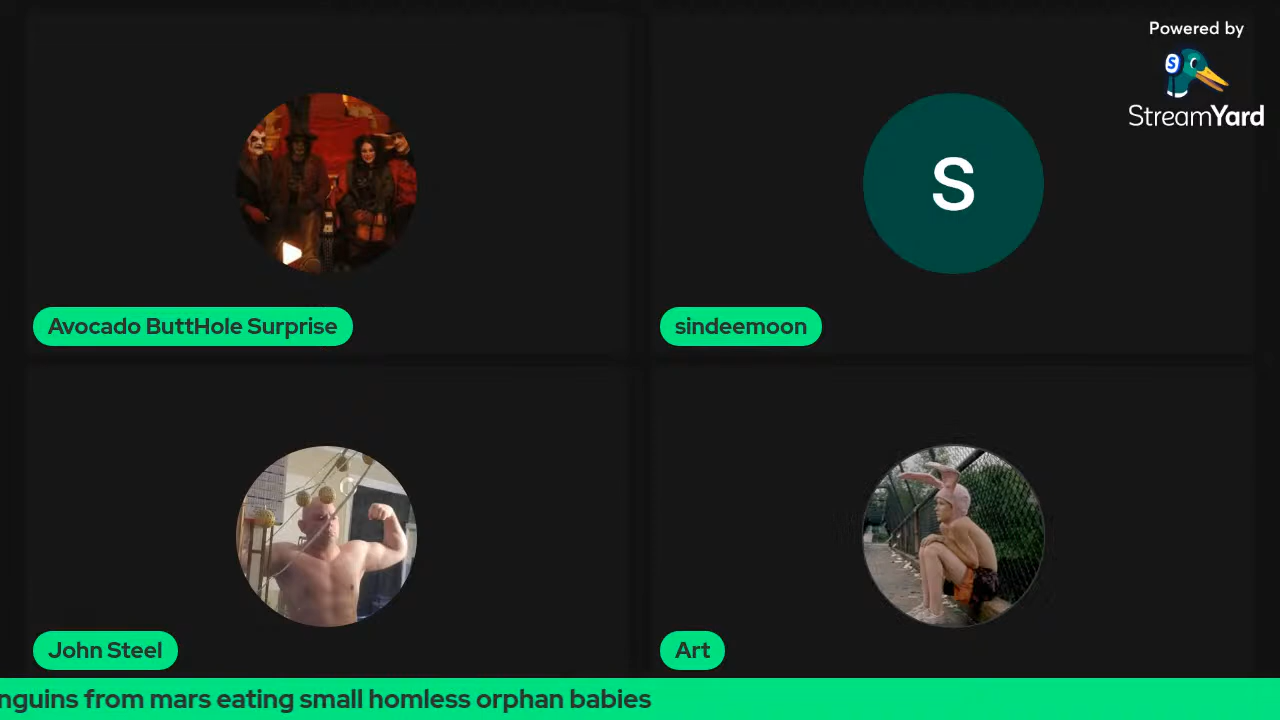 Powered by
StreamYard
S
Avocado ButtHole Surprise
sindeemoon
John Steel
Art
nguins from mars eating small homless orphan babies